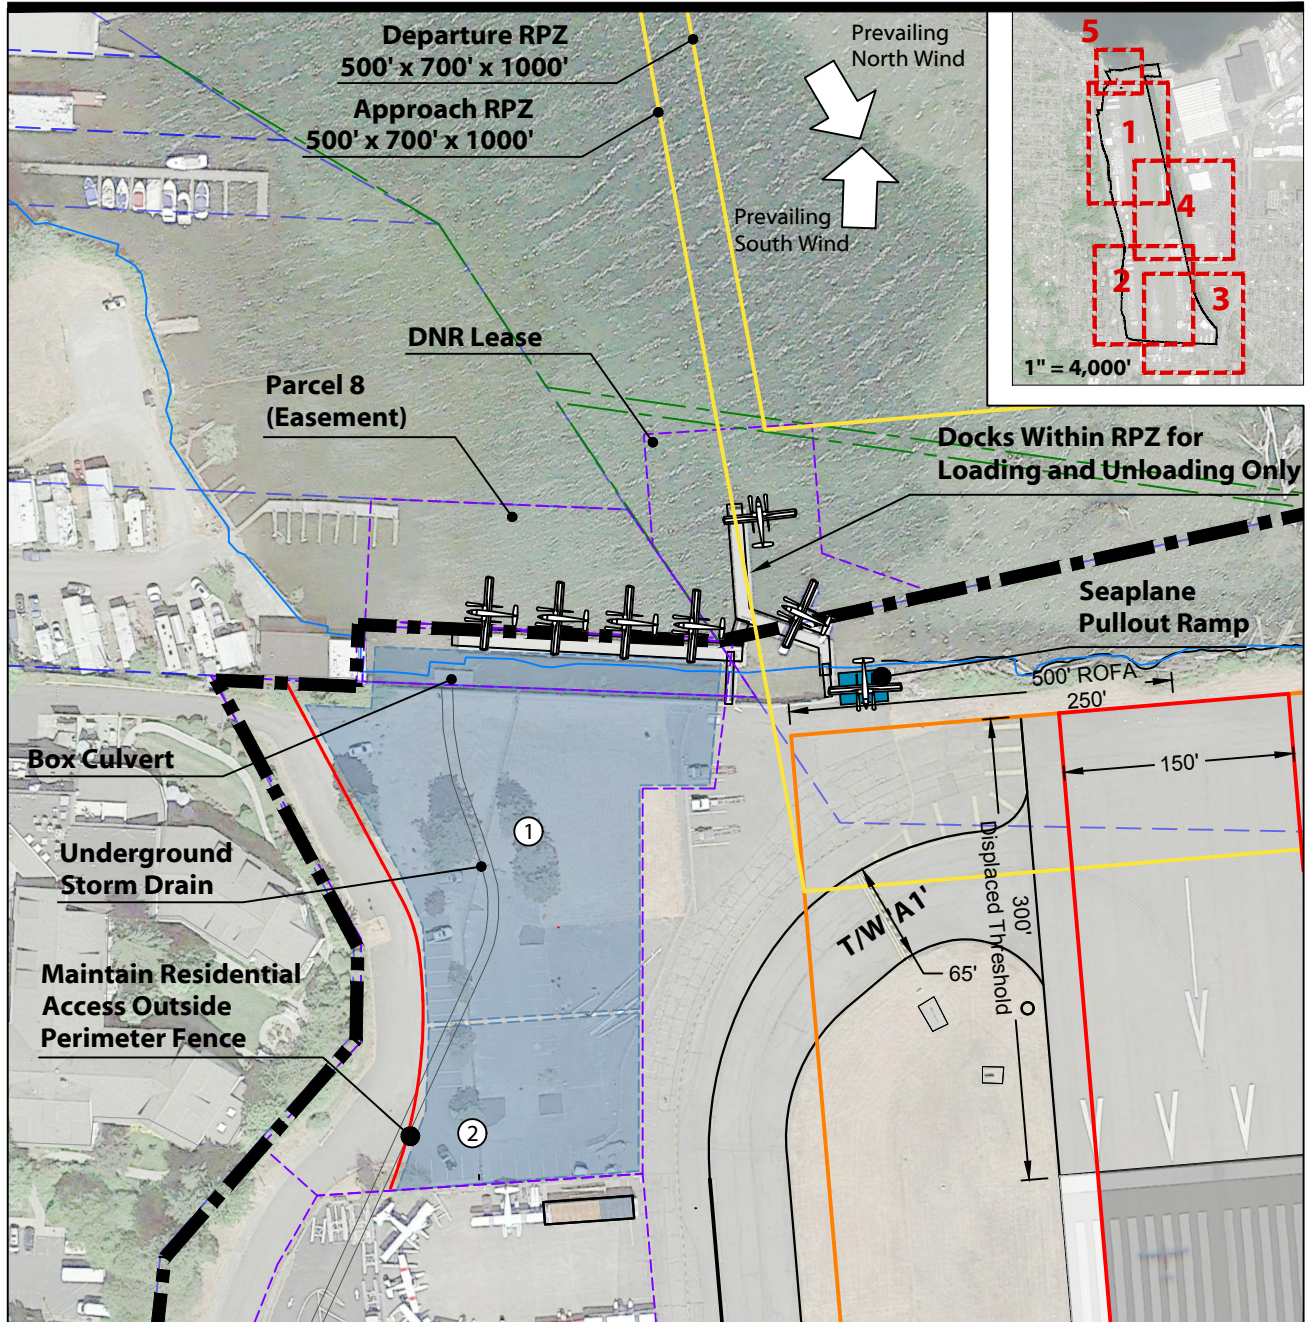 Departure RPZ
500' x 700' x 1000'
Approach RPZ
500' x 700' x 1000'
Prevailing
North Wind
Prevailing
South Wind
5
1
4
2
3
1" = 4,000'
DNR Lease
Parcel 8
(Easement)
Docks Within RPZ for
Loading and Unloading Only
Seaplane
Pullout Ramp
500' ROFA
250'
150'
Box Culvert
Underground
Storm Drain
1
Displaced Threshold
300'
T/W 'A1'
65'
Maintain Residential
Access Outside
Perimeter Fence
2